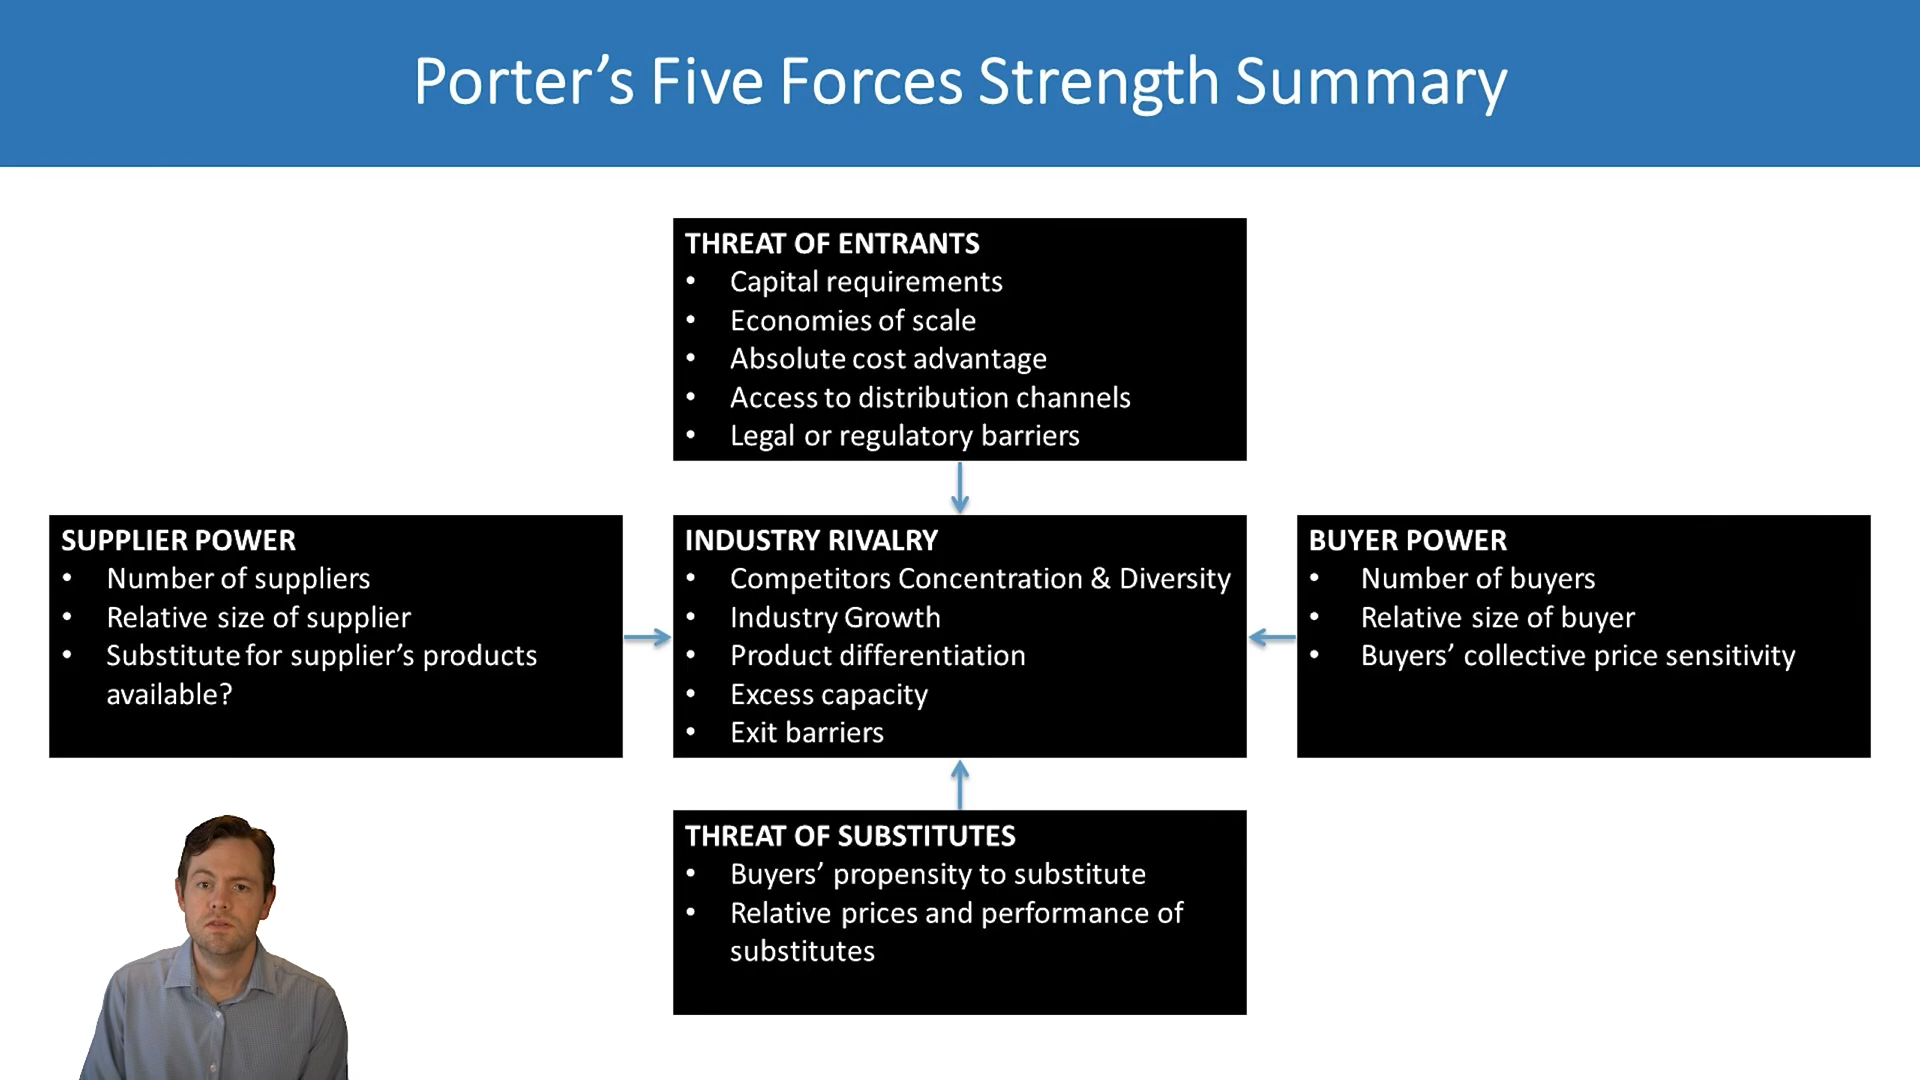 Porter’s Five Forces Strength Summary
THREAT OF ENTRANTS
• Capital requirements
• Economies of scale
• Absolute cost advantage
• Access to distribution channels
• Legal or regulatory barriers
SUPPLIER POWER
• Number of suppliers
• Relative size of supplier
• Substitute for supplier’s products
available?
INDUSTRY RIVALRY
• Competitors Concentration & Diversity
• Industry Growth
• Product differentiation
• Excess capacity
• Exit barriers
BUYER POWER
• Number of buyers
• Relative size of buyer
• Buyers’ collective price sensitivity
THREAT OF SUBSTITUTES
• Buyers’ propensity to substitute
• Relative prices and performance of
substitutes